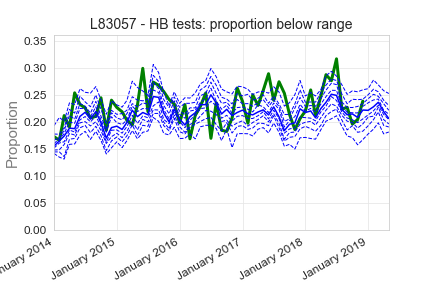 L83057 - HB tests: proportion below range
Proportion
0.35
0.30
0.25
0.20
0.15
0.10
0.05
0.00
nuary 2014
January 2015
January 2016
January 2017
January 2018
January 2019